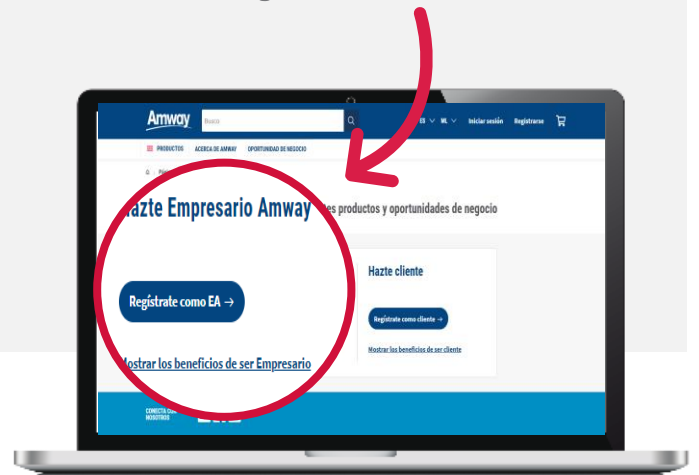 Amway
Busca
ES
ML
Iniciar sesión
Registrarse
PRODUCTOS
ACERCA DE AMWAY
OPORTUNIDAD DE NEGOCIO
Hazte Empresario Amway
productos y oportunidades de negocio
Regístrate como EA →
Mostrar los beneficios de ser Empresario
Hazte cliente
Regístrate como cliente →
Mostrar los beneficios de ser cliente
CONECTA CON
NOSOTROS